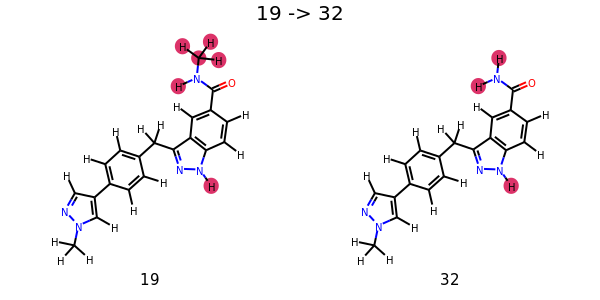 19 -> 32
H H H H N O
H H H H H H H
H N N H
H H H N N H
H H H
H H N O
H H H H H H H
H N N H
H H H N N H
H H H
19 32